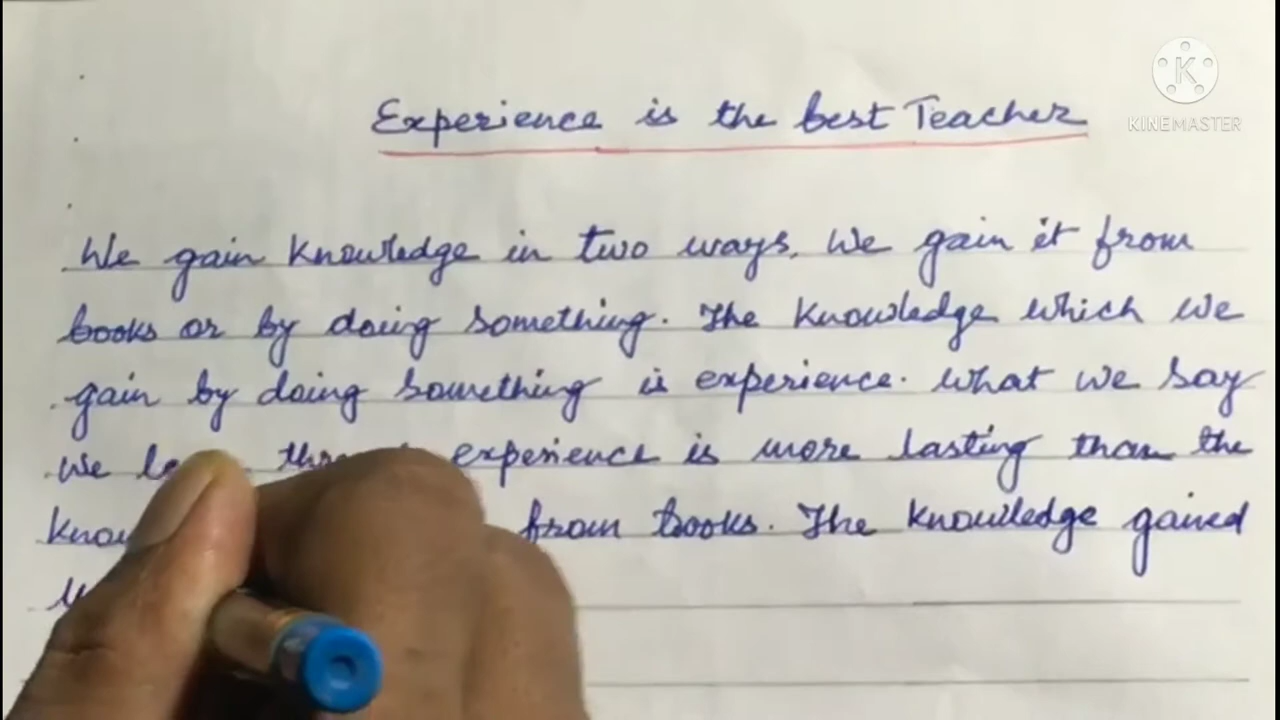 Experience is the best Teacher
K
KINEMASTER
We gain Knowledge in two ways. We gain it from
books or by doing something. The Knowledge which we
gain by doing something is experience. What we say
we experience is more lasting than the
from books. The Knowledge gained